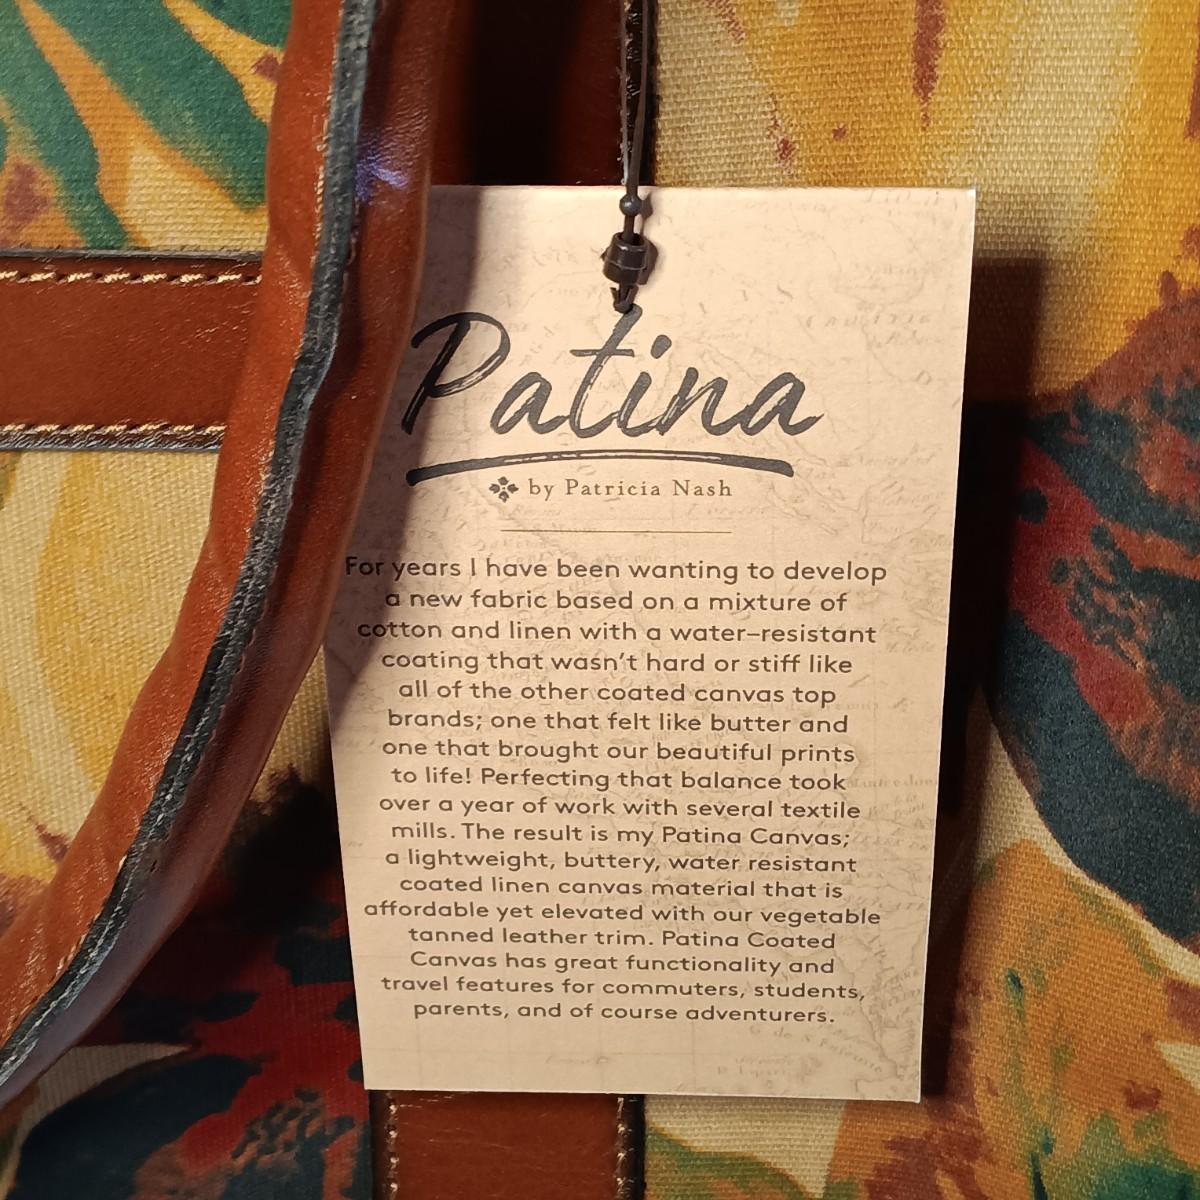 Patina
by Patricia Nash
For years I have been wanting to develop
a new fabric based on a mixture of
cotton and linen with a water-resistant
coating that wasn't hard or stiff like
all of the other coated canvas top
brands; one that felt like butter and
one that brought our beautiful prints
to life! Perfecting that balance took
over a year of work with several textile
mills. The result is my Patina Canvas;
a lightweight, buttery, water resistant
coated linen canvas material that is
affordable yet elevated with our vegetable
tanned leather trim. Patina Coated
Canvas has great functionality and
travel features for commuters, students,
parents, and of course adventurers.